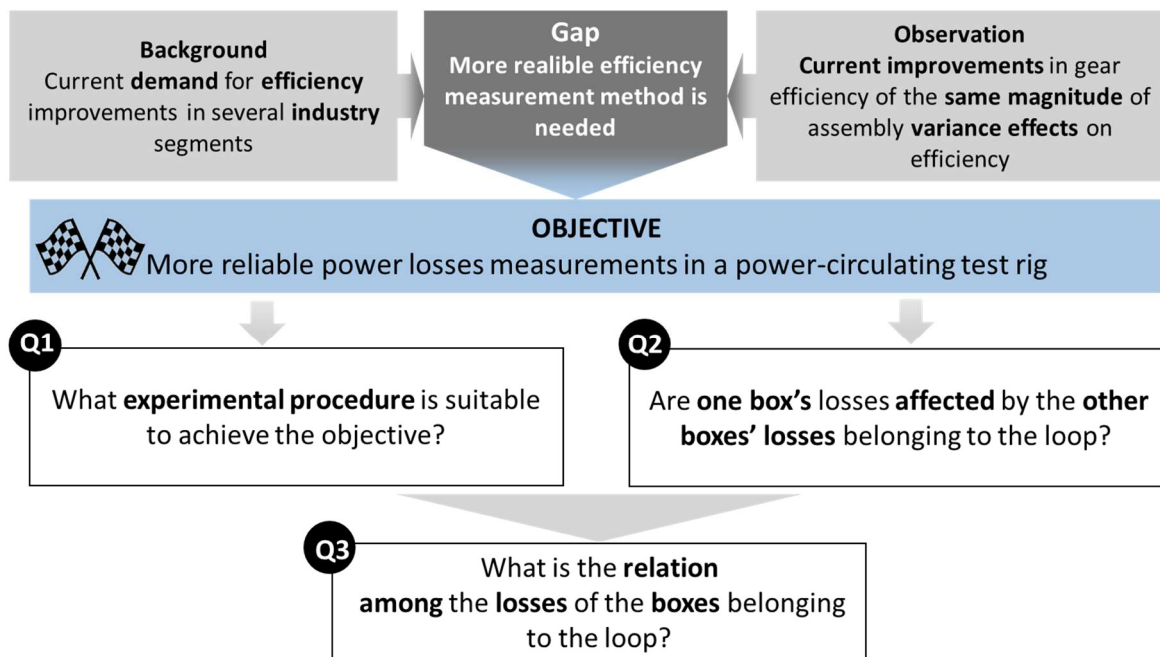 Background
Current demand for efficiency
improvements in several industry
segments
Gap
More realible efficiency
measurement method is
needed
Observation
Current improvements in gear
efficiency of the same magnitude of
assembly variance effects on
efficiency
OBJECTIVE
More reliable power losses measurements in a power-circulating test rig
Q1
What experimental procedure is suitable
to achieve the objective?
Q2
Are one box's losses affected by the other
boxes' losses belonging to the loop?
Q3
What is the relation
among the losses of the boxes belonging
to the loop?